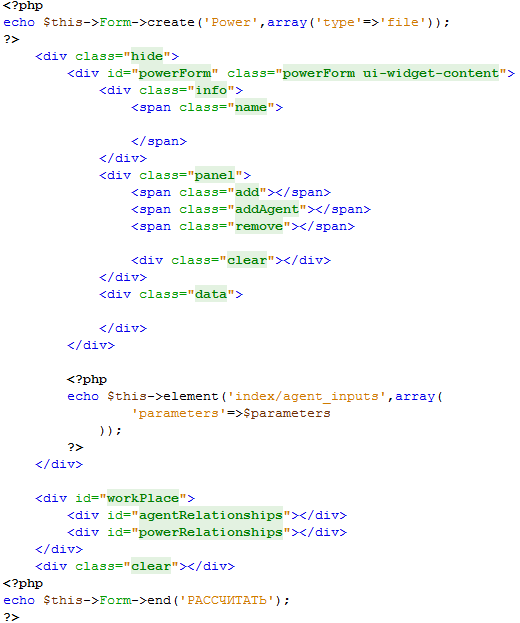 <?php
echo $this->Form->create('Power',array('type'=>'file'));
?>
    <div class="hide">
        <div id="powerForm" class="powerForm ui-widget-content">
            <div class="info">
                <span class="name">

                </span>
            </div>
            <div class="panel">
                <span class="add"></span>
                <span class="addAgent"></span>
                <span class="remove"></span>

                <div class="clear"></div>
            </div>
            <div class="data">

            </div>
        </div>

        <?php
        echo $this->element('index/agent_inputs',array(
                'parameters'=>$parameters
            ));
        ?>
    </div>

    <div id="workPlace">
        <div id="agentRelationships"></div>
        <div id="powerRelationships"></div>
    </div>
    <div class="clear"></div>
<?php
echo $this->Form->end('РАССЧИТАТЬ');
?>